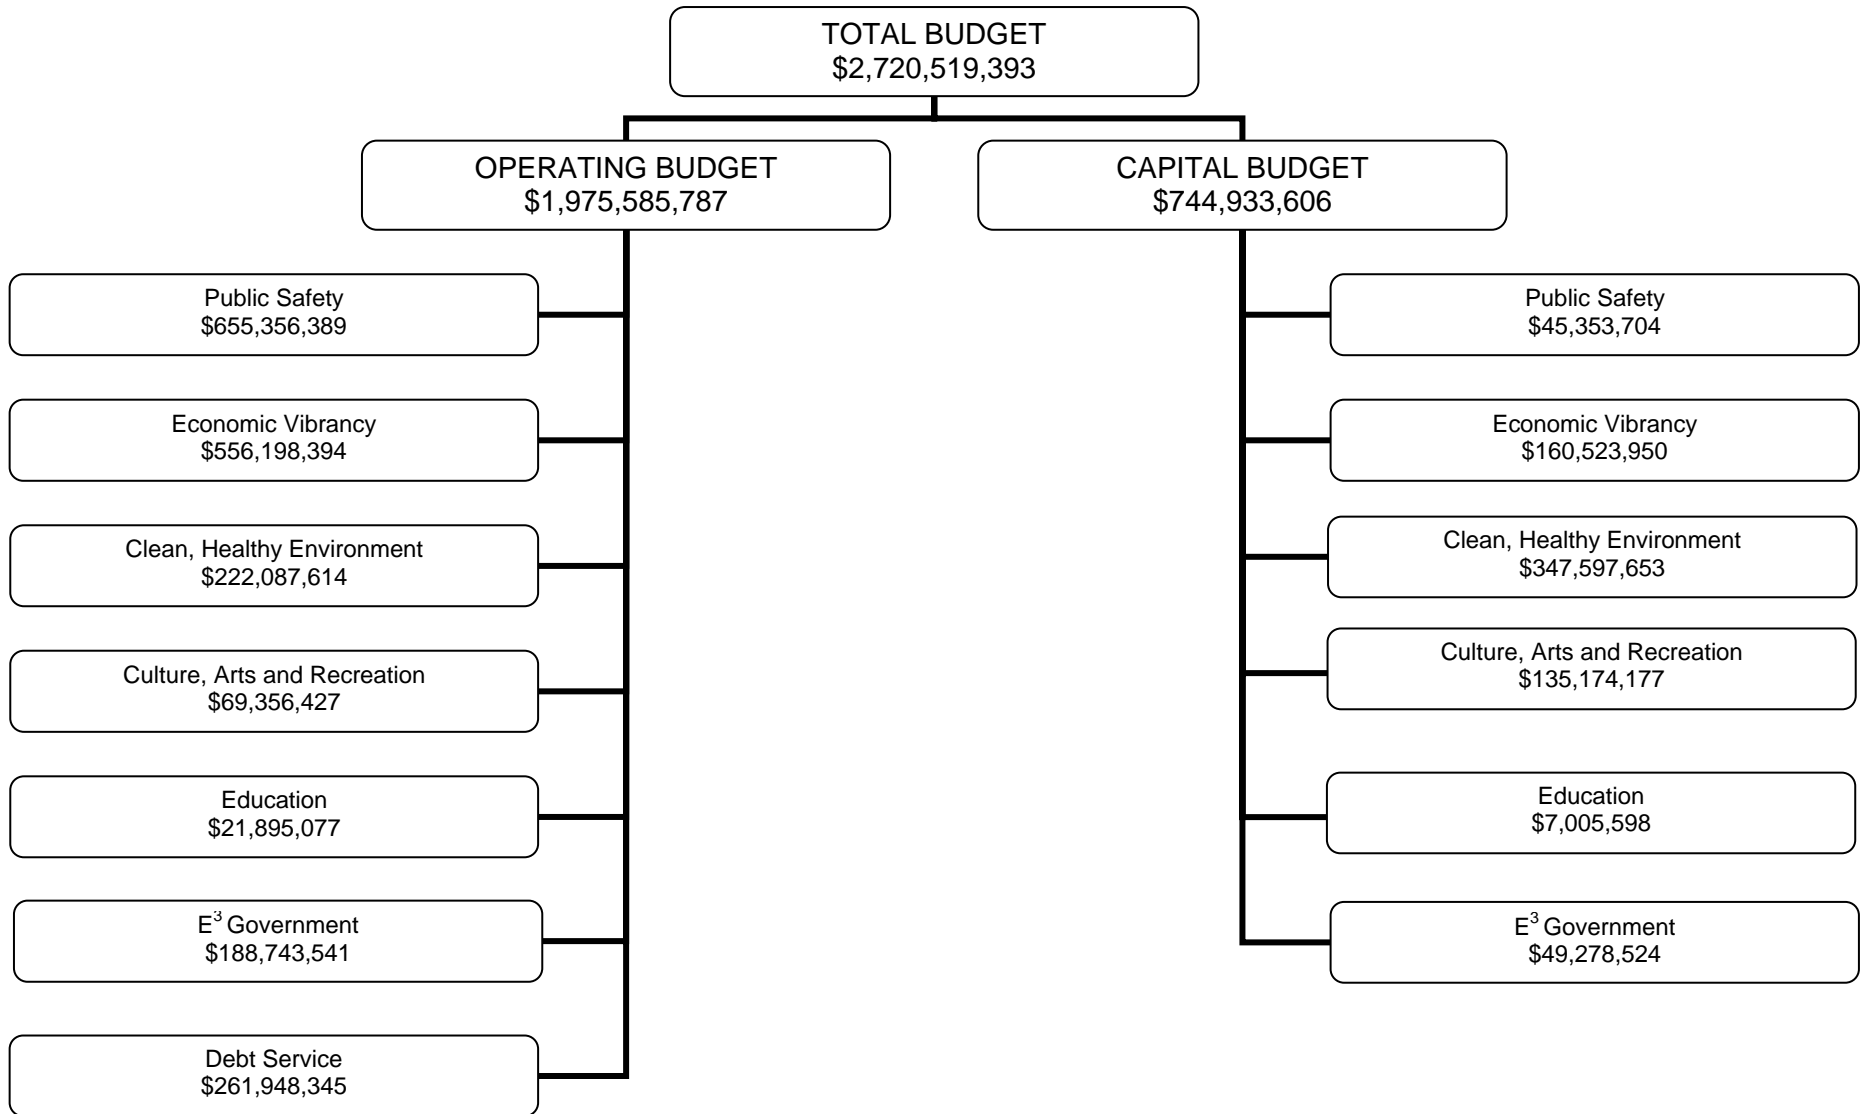 TOTAL BUDGET
$2,720,519,393
OPERATING BUDGET
$1,975,585,787
CAPITAL BUDGET
$744,933,606
Public Safety
$655,356,389
Economic Vibrancy
$556,198,394
Clean, Healthy Environment
$222,087,614
Culture, Arts and Recreation
$69,356,427
Education
$21,895,077
E³ Government
$188,743,541
Debt Service
$261,948,345
Public Safety
$45,353,704
Economic Vibrancy
$160,523,950
Clean, Healthy Environment
$347,597,653
Culture, Arts and Recreation
$135,174,177
Education
$7,005,598
E³ Government
$49,278,524